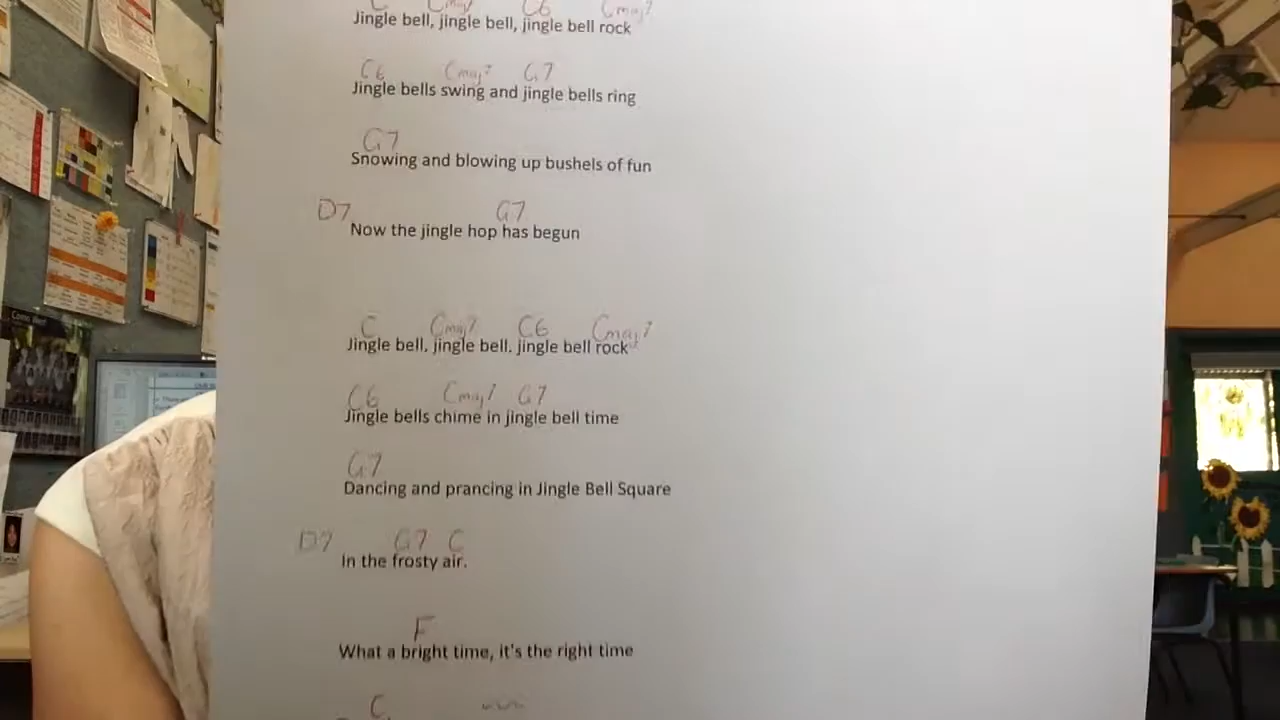 C Cmaj7 C6 Cmaj7
Jingle bell, jingle bell, jingle bell rock
C6 Cmaj7 G7
Jingle bells swing and jingle bells ring
G7
Snowing and blowing up bushels of fun
D7 G7
Now the jingle hop has begun
C Cmaj7 C6 Cmaj7
Jingle bell, jingle bell, jingle bell rock
C6 Cmaj7 G7
Jingle bells chime in jingle bell time
G7
Dancing and prancing in Jingle Bell Square
D7 G7 C
In the frosty air.
F
What a bright time, it's the right time
C